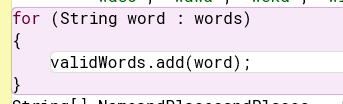 for (String word : words)
{
validWords.add(word);
}